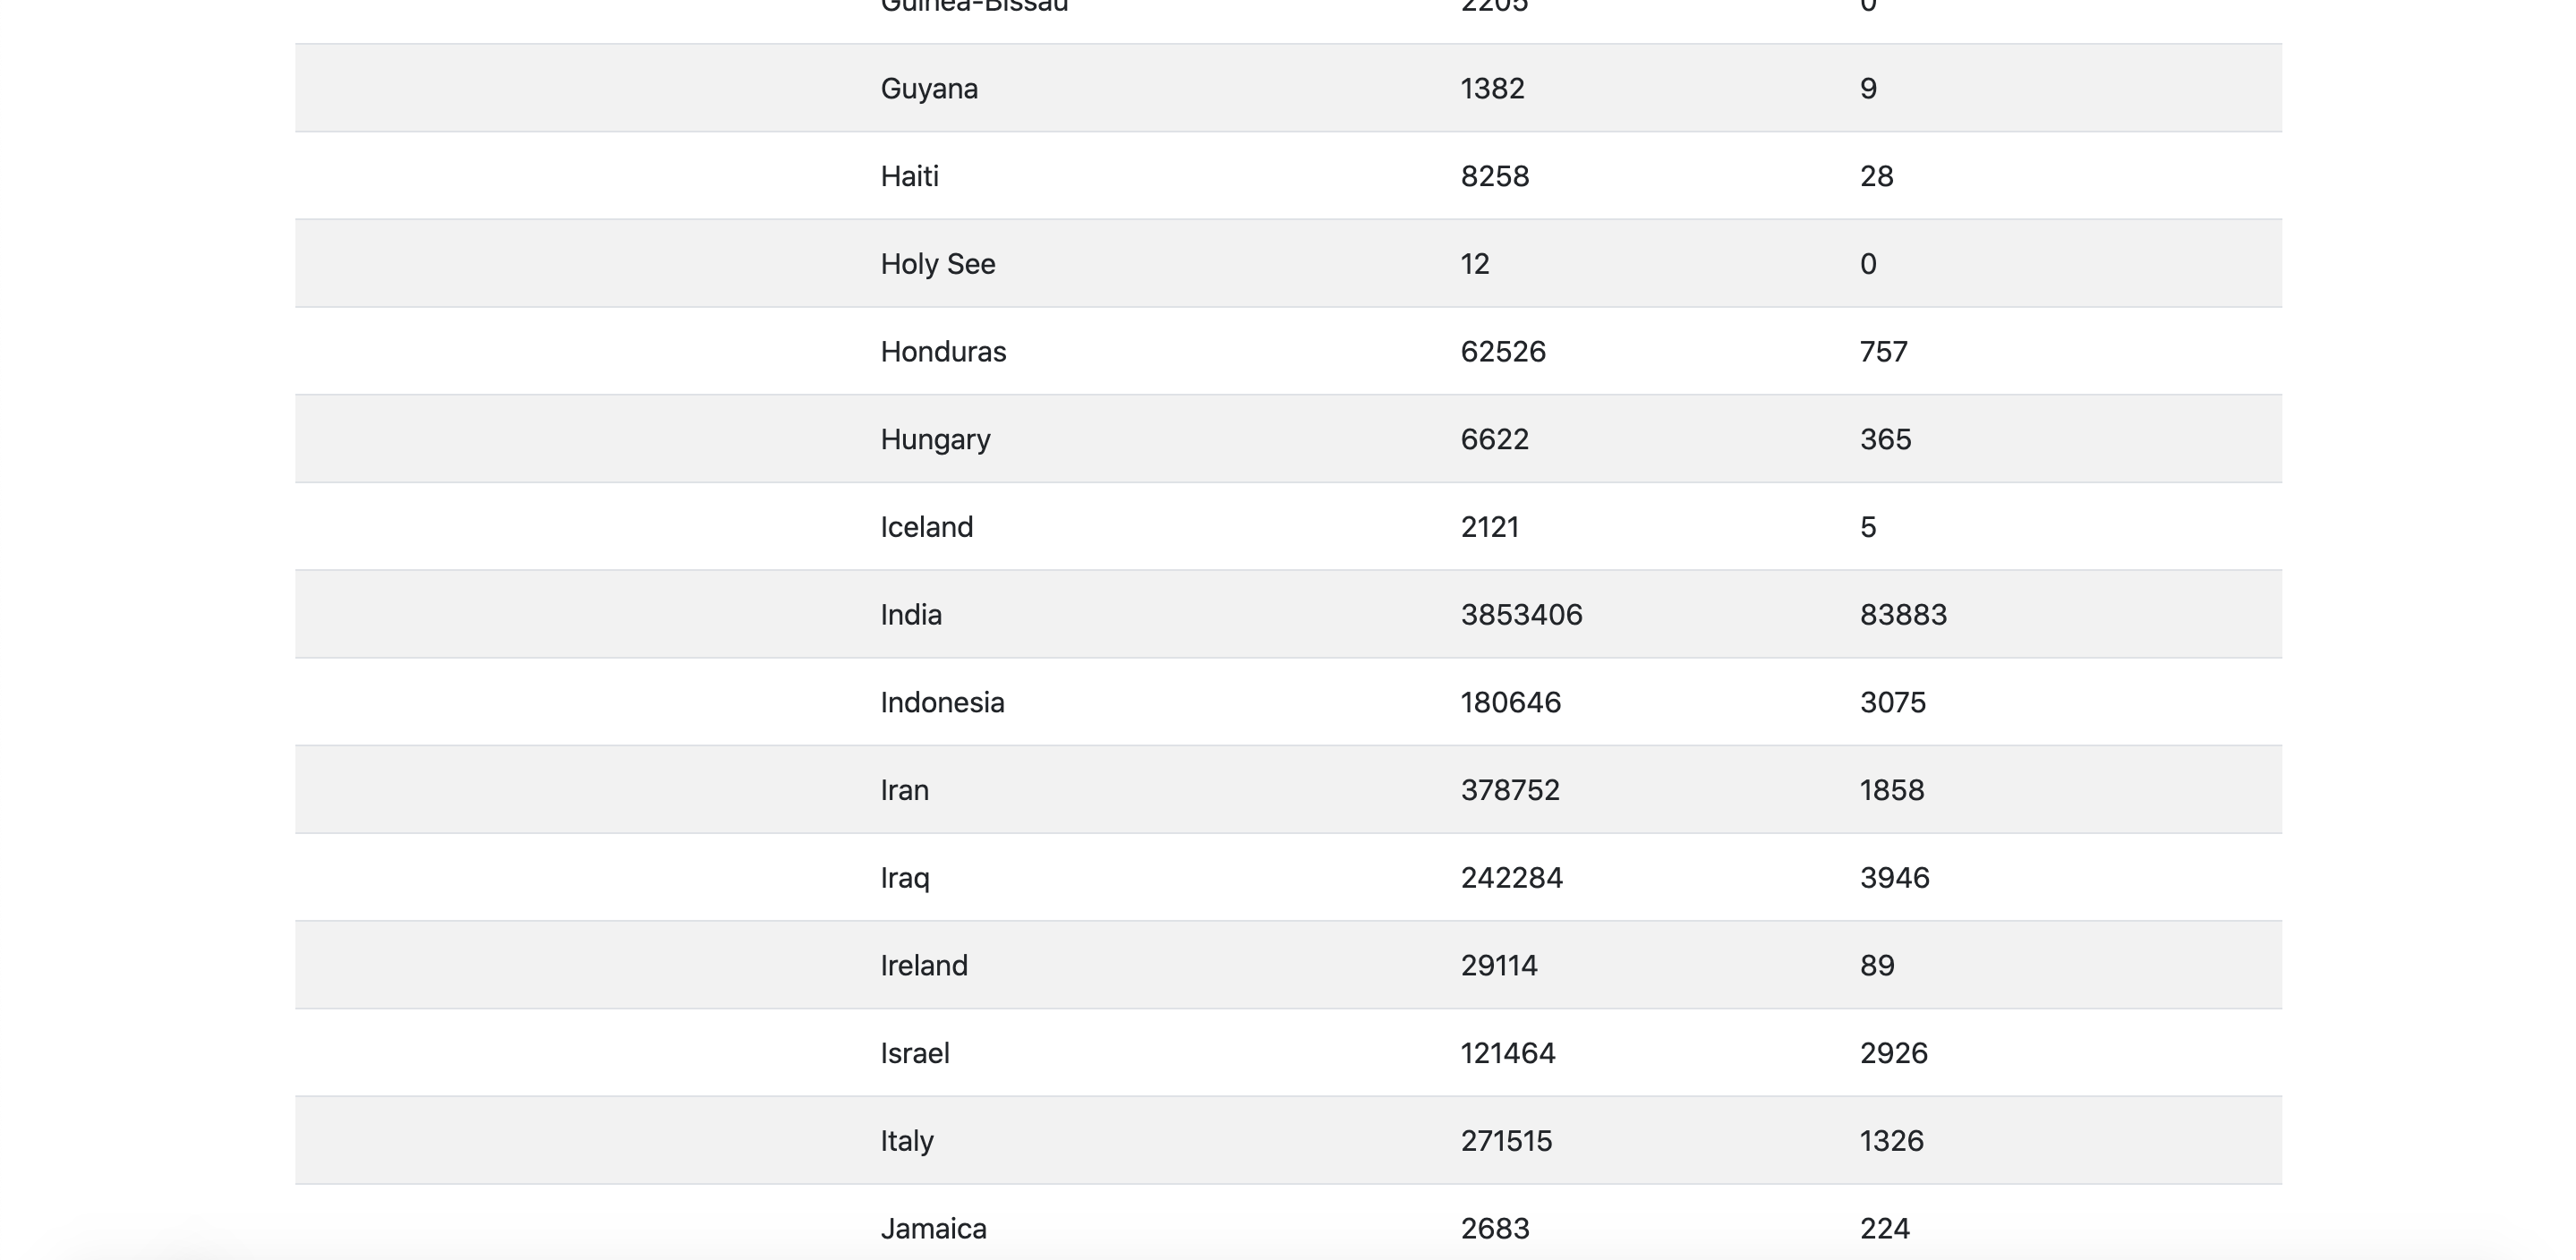 Guinea-Bissau 2205 0
Guyana 1382 9
Haiti 8258 28
Holy See 12 0
Honduras 62526 757
Hungary 6622 365
Iceland 2121 5
India 3853406 83883
Indonesia 180646 3075
Iran 378752 1858
Iraq 242284 3946
Ireland 29114 89
Israel 121464 2926
Italy 271515 1326
Jamaica 2683 224